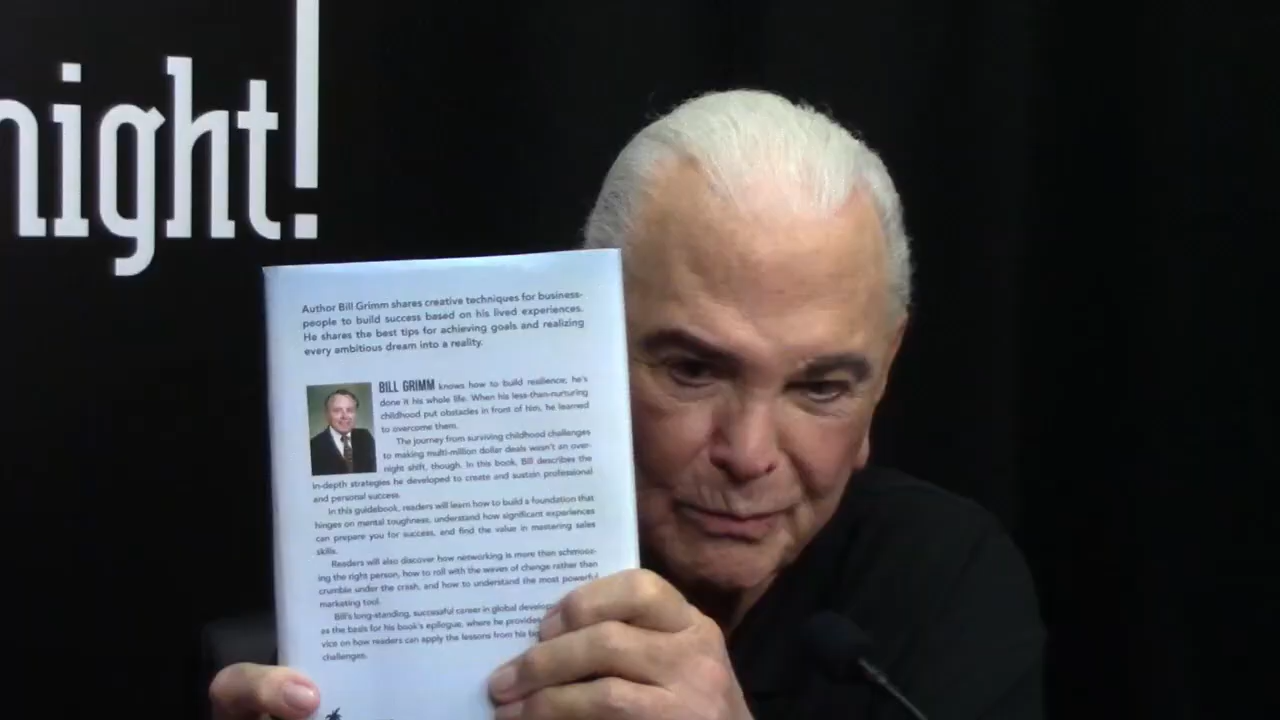 night!
Author Bill Grimm shares creative techniques for business-
people to build success based on his lived experiences.
He shares the best tips for achieving goals and realizing
every ambitious dream into a reality.
BILL GRIMM knows how to build resilience; he's
done it his whole life. When his less-than-nurturing
childhood put obstacles in front of him, he learned
to overcome them.
The journey from surviving childhood challenges
to making multi-million dollar deals wasn't an over-
night shift, though. In this book, Bill describes the
in-depth strategies he developed to create and sustain professional
and personal success.
In this guidebook, readers will learn how to build a foundation that
hinges on mental toughness, understand how significant experiences
can prepare you for success, and find the value in mastering sales
skills.
Readers will also discover how networking is more than schmooz-
ing the right person, how to roll with the waves of change rather than
crumble under the crash, and how to understand the most powerful
marketing tool.
Bill's long-standing, successful career in global
as the basis for his book's epilogue, where he provides
vice on how readers can apply the lessons from his
challenges.